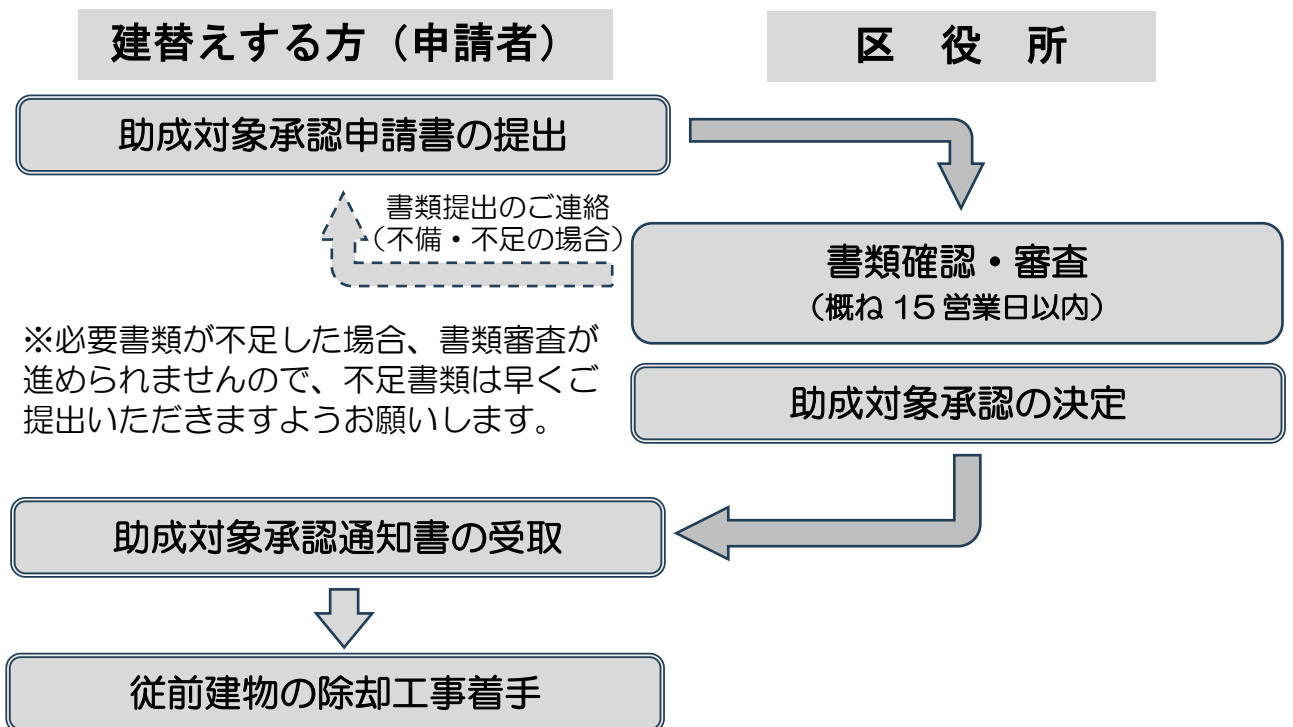 建替えする方（申請者）
区 役 所
助成対象承認申請書の提出
書類提出のご連絡
（不備・不足の場合）
書類確認・審査
（概ね 15 営業日以内）
※必要書類が不足した場合、書類審査が
進められませんので、不足書類は早くご
提出いただきますようお願いします。
助成対象承認の決定
助成対象承認通知書の受取
従前建物の除却工事着手